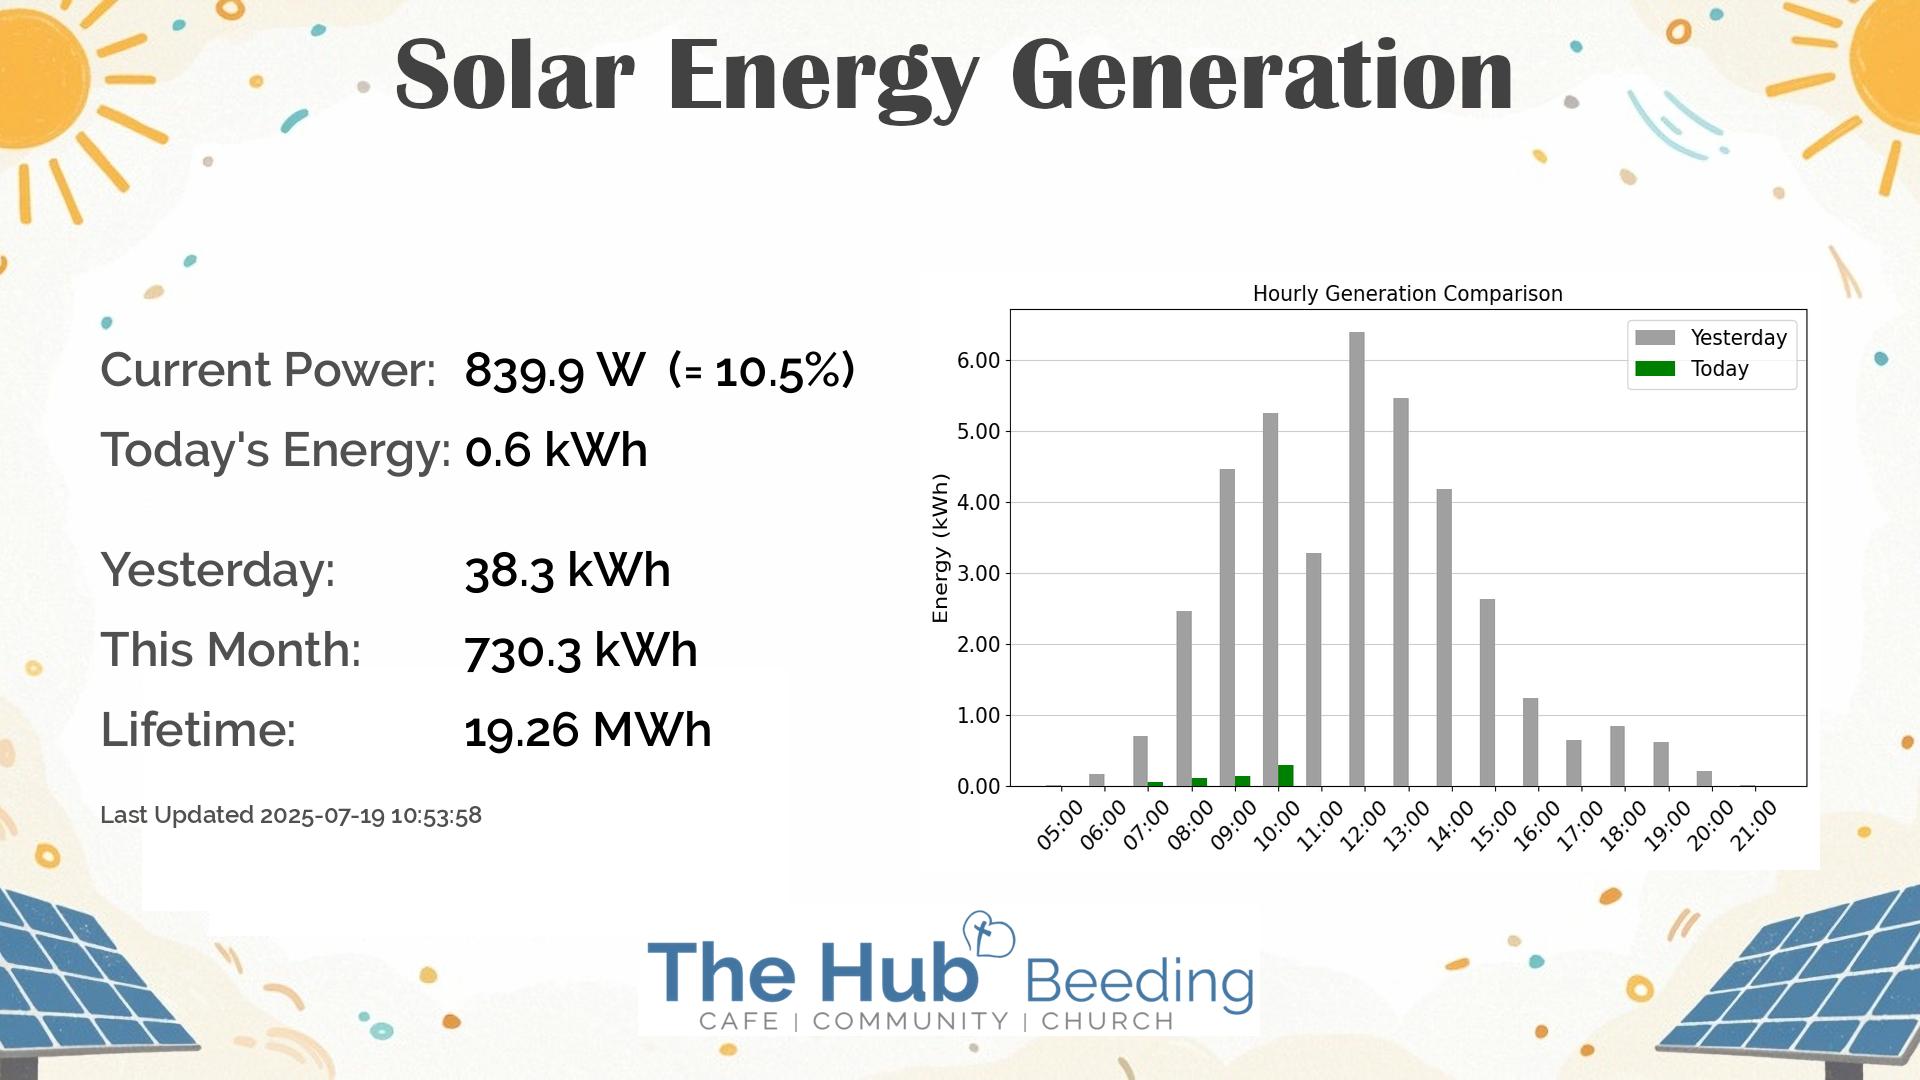 Solar Energy Generation
Current Power: 839.9 W (= 10.5%)
Today's Energy: 0.6 kWh
Yesterday: 38.3 kWh
This Month: 730.3 kWh
Lifetime: 19.26 MWh
Last Updated 2025-07-19 10:53:58
Hourly Generation Comparison
Yesterday
Today
Energy (kWh)
6.00
5.00
4.00
3.00
2.00
1.00
0.00
05:00 06:00 07:00 08:00 09:00 10:00 11:00 12:00 13:00 14:00 15:00 16:00 17:00 18:00 19:00 20:00 21:00
The Hub Beeding
CAFE | COMMUNITY | CHURCH